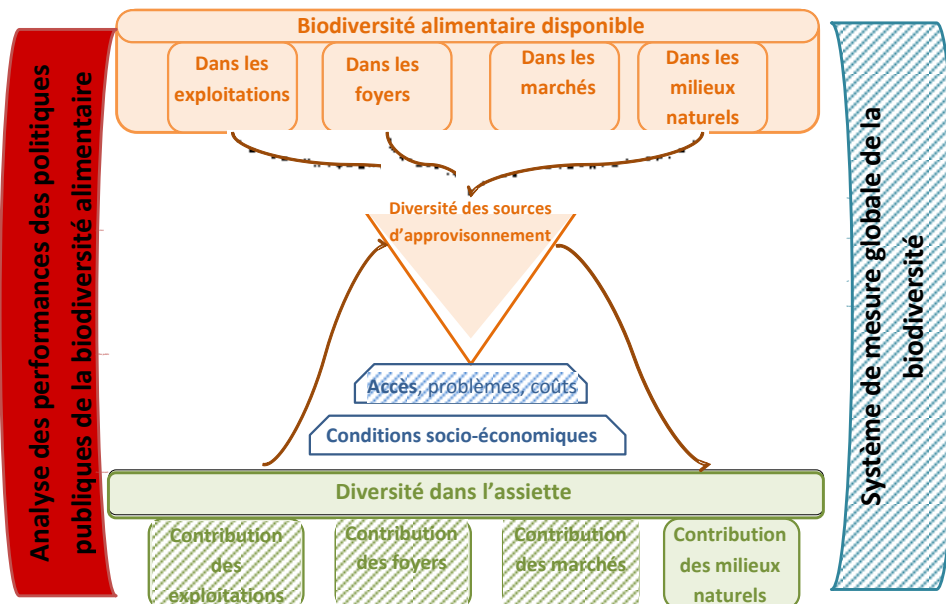 Biodiversité alimentaire disponible
Dans les
exploitations
Dans les
foyers
Dans les
marchés
Dans les
milieux
naturels
Analyse des performances des politiques
publiques de la biodiversité alimentaire
Diversité des sources
d'approvisonnement
Accès, problèmes, coûts
Conditions socio-économiques
Diversité dans l'assiette
Contribution
des
exploitations
Contribution
des foyers
Contribution
des marchés
Contribution
des milieux
naturels
Système de mesure globale de la
biodiversité